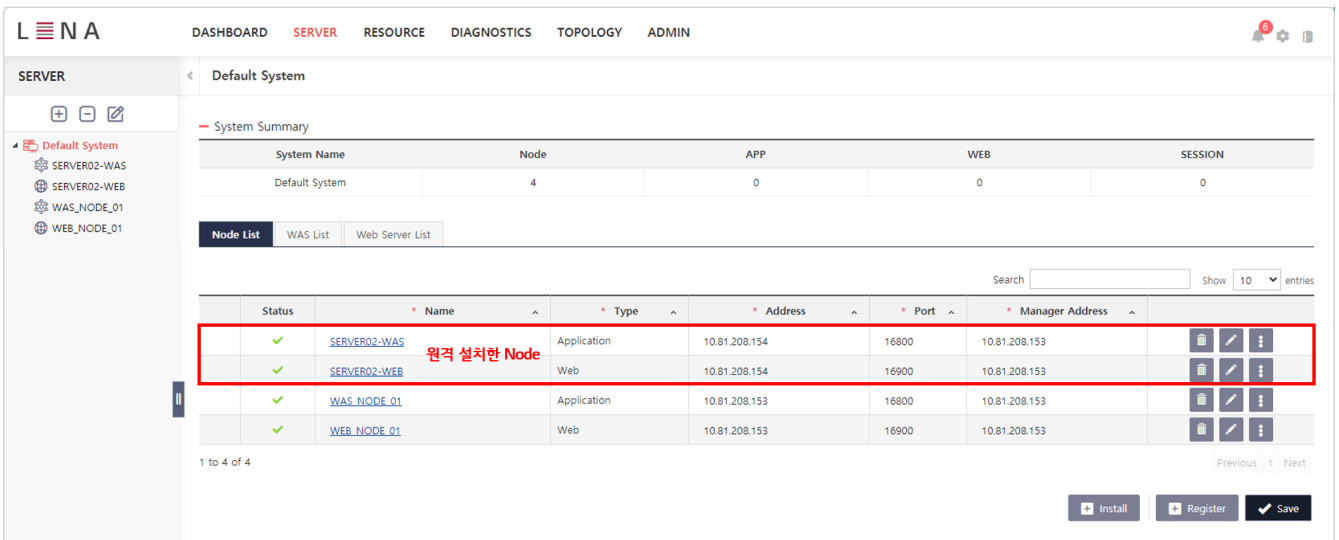 LENA
DASHBOARD SERVER RESOURCE DIAGNOSTICS TOPOLOGY ADMIN
6
SERVER
Default System
Default System
SERVER02-WAS
SERVER02-WEB
WAS_NODE_01
WEB_NODE_01
System Summary
System Name Node APP WEB SESSION
Default System 4 0 0 0
Node List WAS List Web Server List
Search Show 10 entries
Status * Name * Type * Address * Port * Manager Address
SERVER02-WAS Application 10.81.208.154 16800 10.81.208.153
원격 설치한 Node
SERVER02-WEB Web 10.81.208.154 16900 10.81.208.153
WAS_NODE_01 Application 10.81.208.153 16800 10.81.208.153
WEB_NODE_01 Web 10.81.208.153 16900 10.81.208.153
1 to 4 of 4
Previous 1 Next
Install Register Save